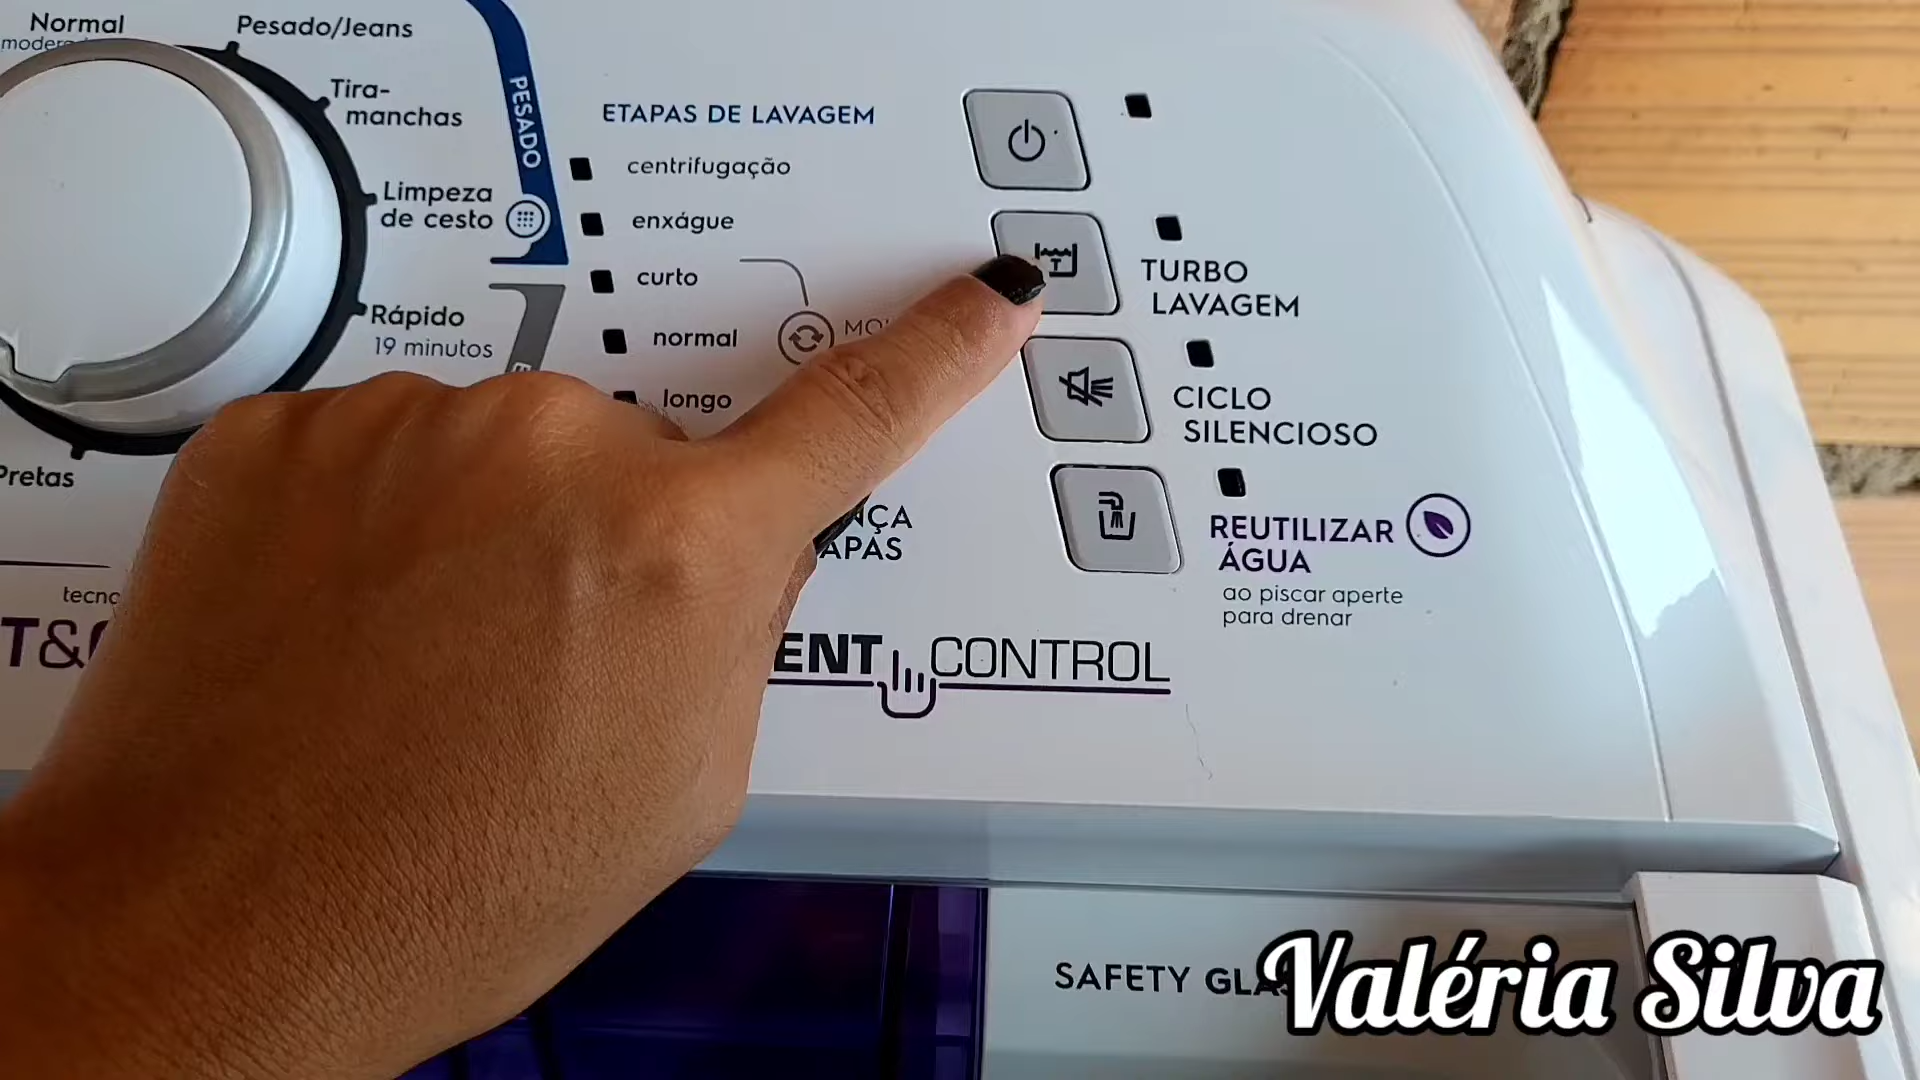 Normal
Pesado/Jeans
Tira-
manchas
Limpeza
de cesto
Rápido
19 minutos
Pretas
PESADO
ETAPAS DE LAVAGEM
centrifugação
enxágue
curto
normal
longo
TURBO
LAVAGEM
CICLO
SILENCIOSO
REUTILIZAR
ÁGUA
ao piscar aperte
para drenar
CONTROL
SAFETY
Valéria Silva